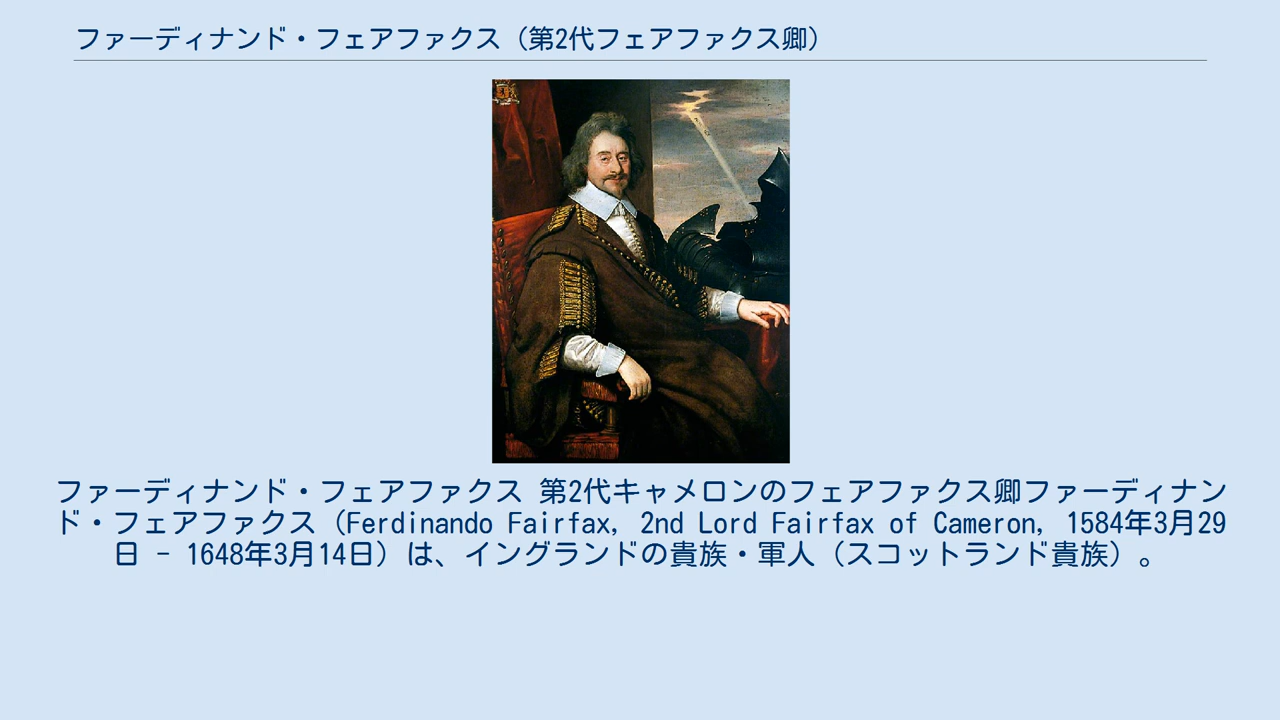 ファーディナンド・フェアファクス（第2代フェアファクス卿）
ファーディナンド・フェアファクス 第2代キャメロンのフェアファクス卿ファーディナン
ド・フェアファクス（Ferdinando Fairfax, 2nd Lord Fairfax of Cameron, 1584年3月29
日 - 1648年3月14日）は、イングランドの貴族・軍人（スコットランド貴族）。